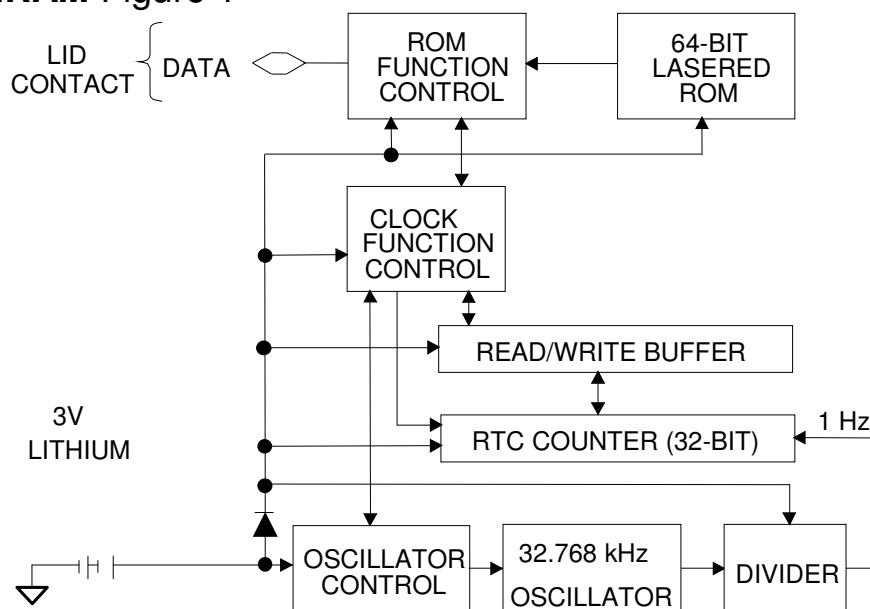 Figure 1
LID
CONTACT
DATA
ROM
FUNCTION
CONTROL
64-BIT
LASERED
ROM
CLOCK
FUNCTION
CONTROL
READ/WRITE BUFFER
3V
LITHIUM
RTC COUNTER (32-BIT)
1 Hz
OSCILLATOR
CONTROL
32.768 kHz
OSCILLATOR
DIVIDER